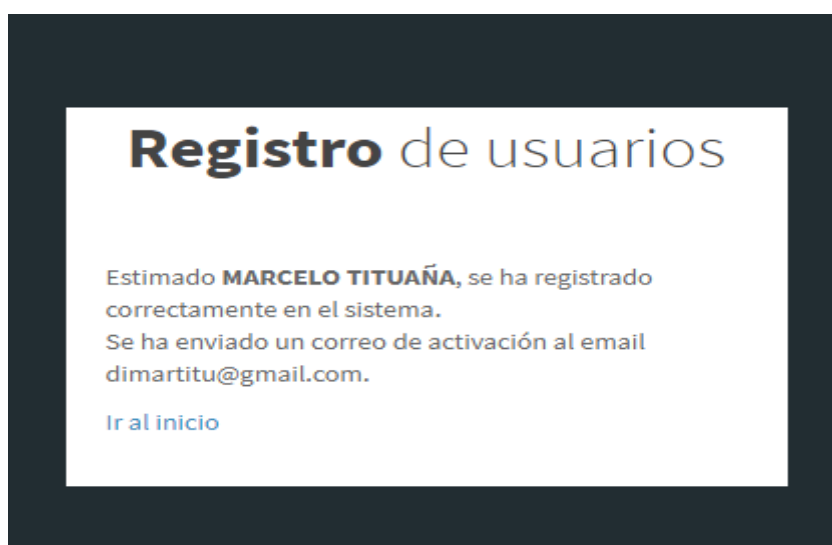 Registro de usuarios
Estimado MARCELO TITUAÑA, se ha registrado
correctamente en el sistema.
Se ha enviado un correo de activación al email
dimartitu@gmail.com.
Ir al inicio